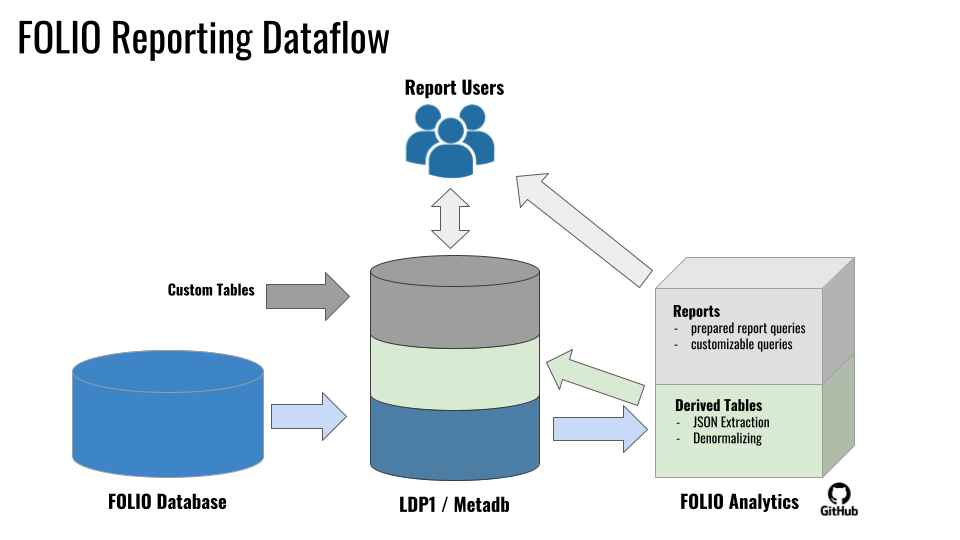 FOLIO Reporting Dataflow
Report Users
Custom Tables
Reports
- prepared report queries
- customizable queries
Derived Tables
- JSON Extraction
- Denormalizing
FOLIO Database
LDP1 / Metadb
FOLIO Analytics
GitHub